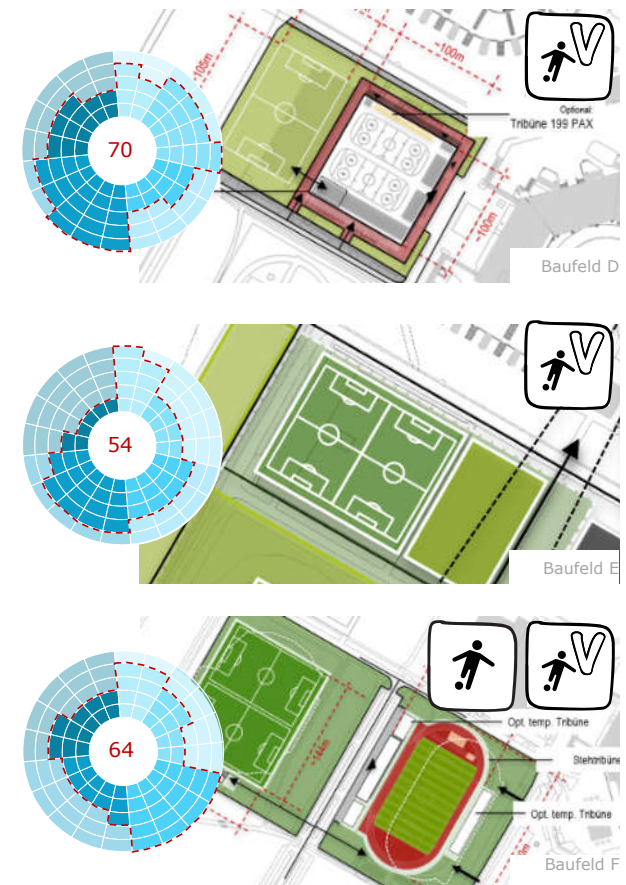 ~105m
~100m
Optional:
Tribüne 199 PAX
70
~100m
Baufeld D
54
Baufeld E
Opt. temp. Tribüne
64
~144m
Stehtribüne
Opt. temp. Tribüne
Baufeld F